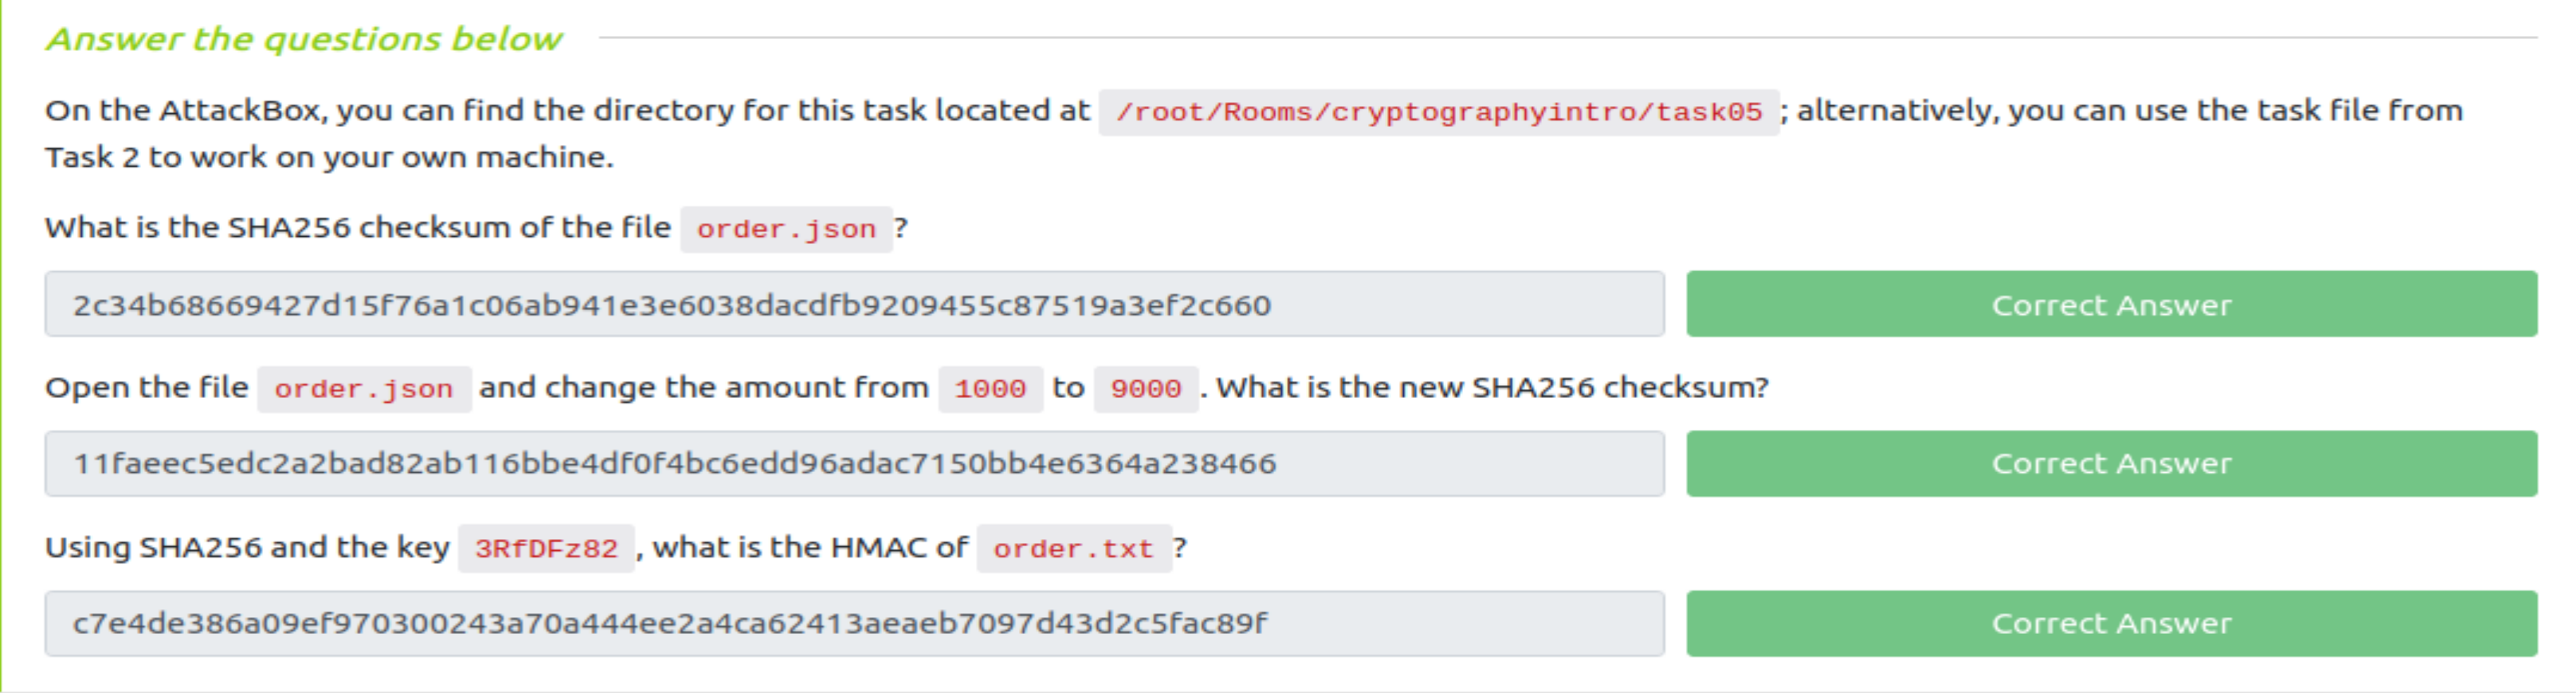 Answer the questions below
On the AttackBox, you can find the directory for this task located at /root/Rooms/cryptographyintro/task05 ; alternatively, you can use the task file from
Task 2 to work on your own machine.
What is the SHA256 checksum of the file order.json ?
2c34b68669427d15f76a1c06ab941e3e6038dacdfb9209455c87519a3ef2c660 Correct Answer
Open the file order.json and change the amount from 1000 to 9000 . What is the new SHA256 checksum?
11faeec5edc2a2bad82ab116bbe4df0f4bc6edd96adac7150bb4e6364a238466 Correct Answer
Using SHA256 and the key 3RfDFz82 , what is the HMAC of order.txt ?
c7e4de386a09ef970300243a70a444ee2a4ca62413aeaeb7097d43d2c5fac89f Correct Answer